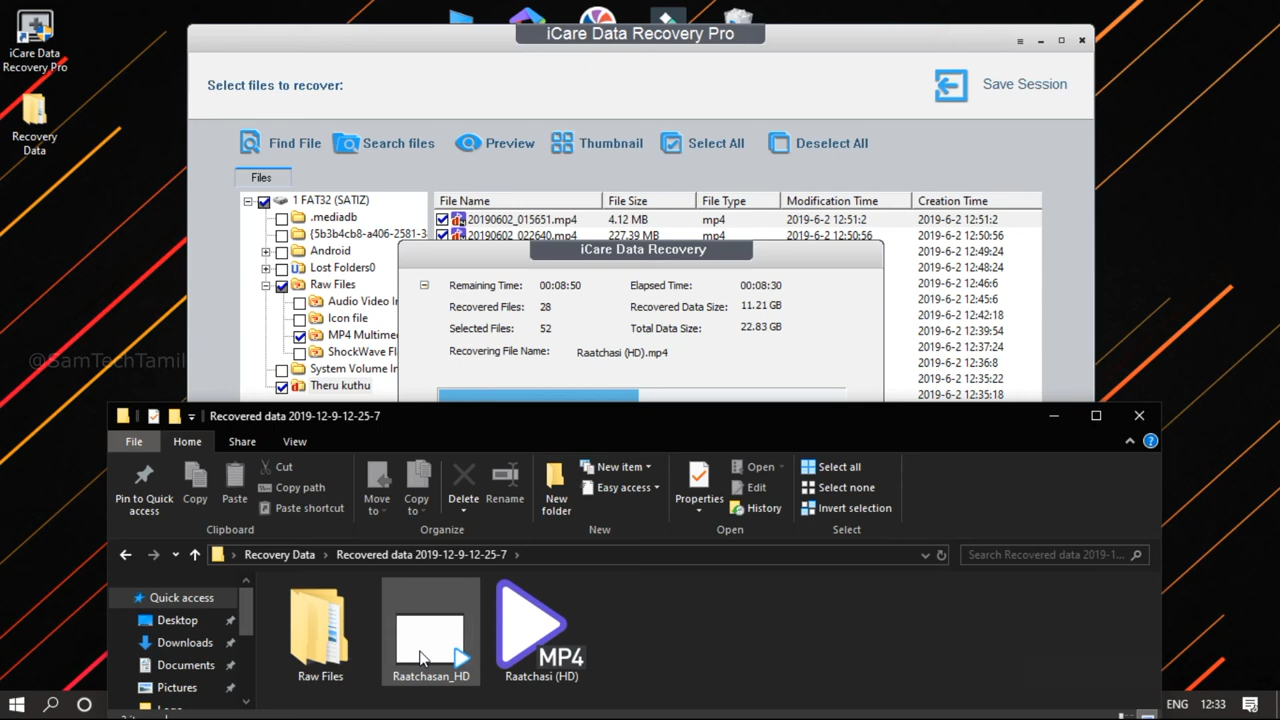 iCare Data
Recovery Pro
Recovery
Data
iCare Data Recovery Pro
Select files to recover:
Save Session
Find File
Search files
Preview
Thumbnail
Select All
Deselect All
Files
File Name
File Size
File Type
Modification Time
Creation Time
1 FAT32 (SATIZ)
.mediadb
{5b3b4cb8-a406-2581-3
Android
Lost Folders0
Raw Files
Audio Video In
Icon file
MP4 Multime
ShockWave Fl
System Volume In
Theru kuthu
20190602_015651.mp4 4.12 MB mp4 2019-6-2 12:51:2 2019-6-2 12:51:2
20190602_022640.mp4 227.39 MB mp4 2019-6-2 12:50:56 2019-6-2 12:50:56
2019-6-2 12:49:24
2019-6-2 12:48:24
2019-6-2 12:46:6
2019-6-2 12:45:6
2019-6-2 12:42:18
2019-6-2 12:39:54
2019-6-2 12:37:24
2019-6-2 12:36:8
2019-6-2 12:35:22
2019-6-2 12:35:18
iCare Data Recovery
Remaining Time: 00:08:50 Elapsed Time: 00:08:30
Recovered Files: 28 Recovered Data Size: 11.21 GB
Selected Files: 52 Total Data Size: 22.83 GB
Recovering File Name: Raatchasi (HD).mp4
@SamTechTamil
Recovered data 2019-12-9-12-25-7
File Home Share View
Pin to Quick
access
Copy
Paste
Cut
Copy path
Paste shortcut
Clipboard
Move
to
Copy
to
Delete
Rename
Organize
New
folder
New item
Easy access
New
Properties
Open
Edit
History
Open
Select all
Select none
Invert selection
Select
Recovery Data
Recovered data 2019-12-9-12-25-7
Search Recovered data 2019-1...
Quick access
Desktop
Downloads
Documents
Pictures
Raw Files
Raatchasan_HD
MP4
Raatchasi (HD)
ENG 12:33